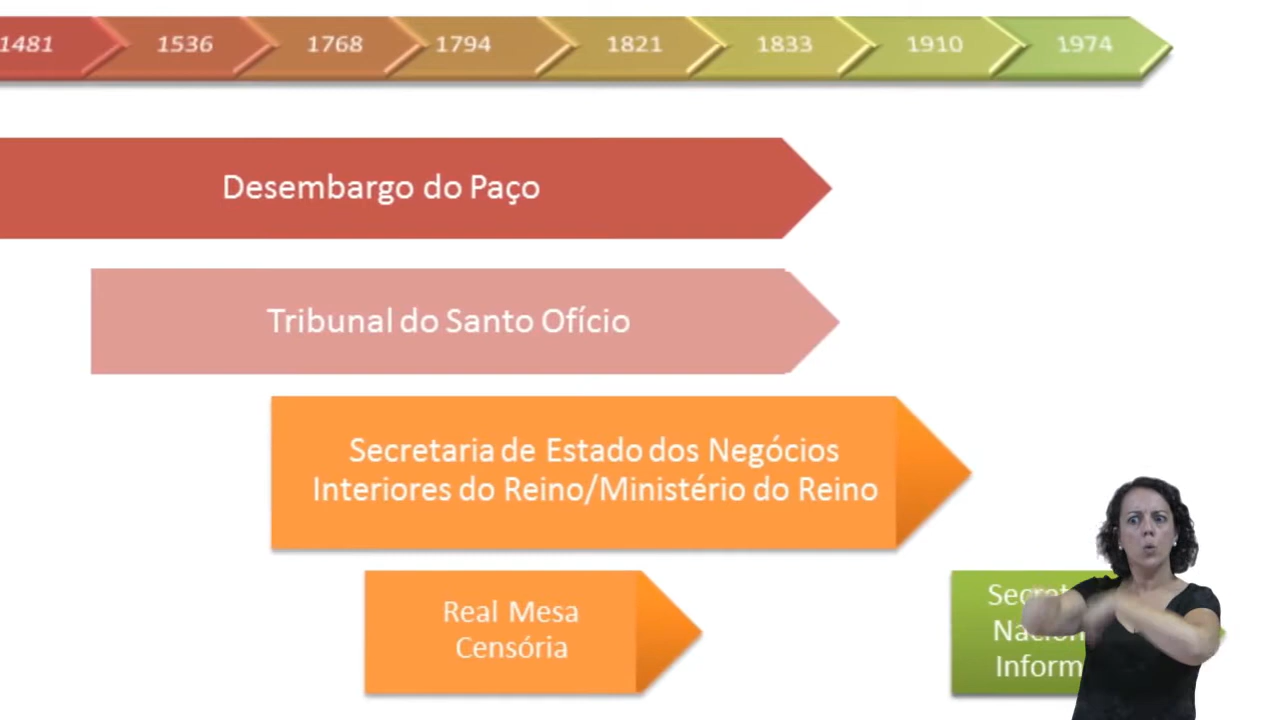 1481 1536 1768 1794 1821 1833 1910 1974
Desembargo do Paço
Tribunal do Santo Ofício
Secretaria de Estado dos Negócios
Interiores do Reino/Ministério do Reino
Real Mesa
Censória